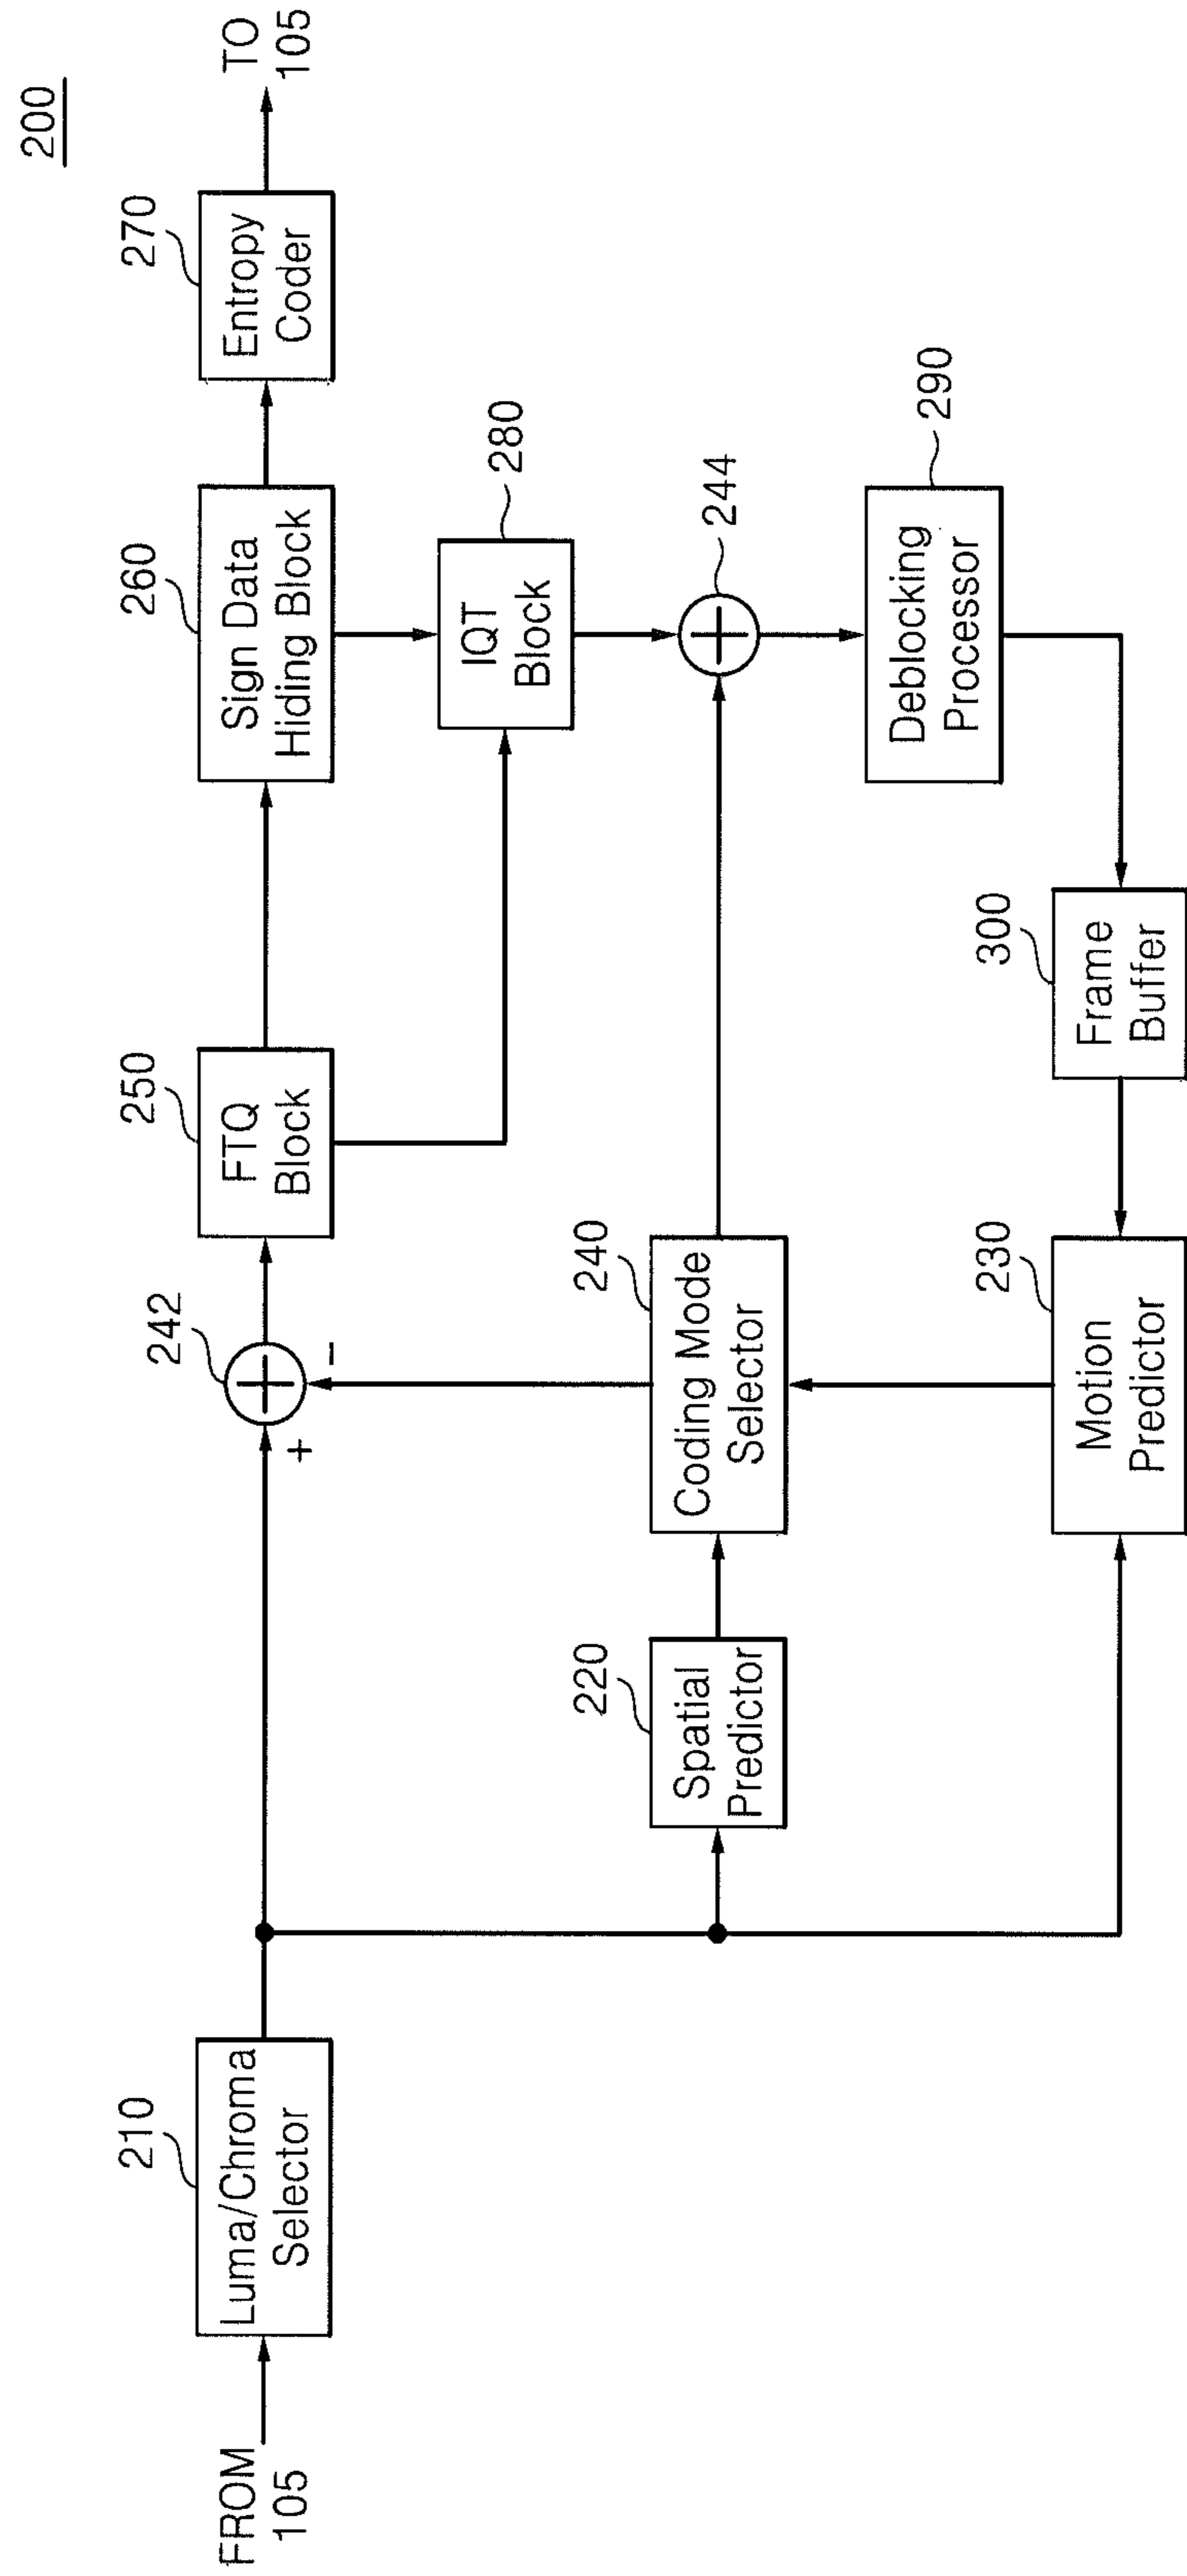 200
FROM
105
210
Luma/Chroma
Selector
242
+
-
250
FTQ
Block
260
Sign Data
Hiding Block
270
Entropy
Coder
TO
105
280
IQT
Block
220
Spatial
Predictor
240
Coding Mode
Selector
244
290
Deblocking
Processor
230
Motion
Predictor
300
Frame
Buffer